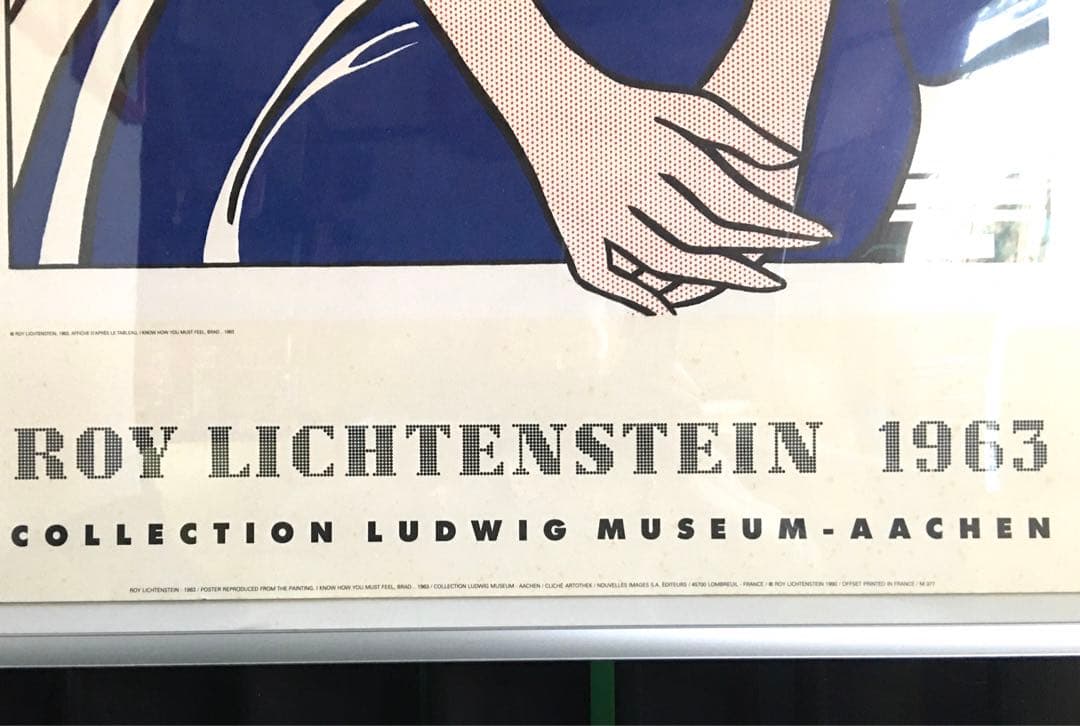 © ROY LICHTENSTEIN, 1963, AFFICHE D'APRÈS LE TABLEAU, I KNOW HOW YOU MUST FEEL, BRAD... 1963
ROY LICHTENSTEIN 1963
COLLECTION LUDWIG MUSEUM-AACHEN
ROY LICHTENSTEIN · 1963 / POSTER REPRODUCED FROM THE PAINTING, I KNOW HOW YOU MUST FEEL, BRAD... 1963 / COLLECTION LUDWIG MUSEUM · AACHEN / CLICHÉ ARTOTHEK / NOUVELLES IMAGES S.A. ÉDITEURS / 45700 LOMBREUIL · FRANCE / © ROY LICHTENSTEIN 1990 / OFFSET PRINTED IN FRANCE / M 377